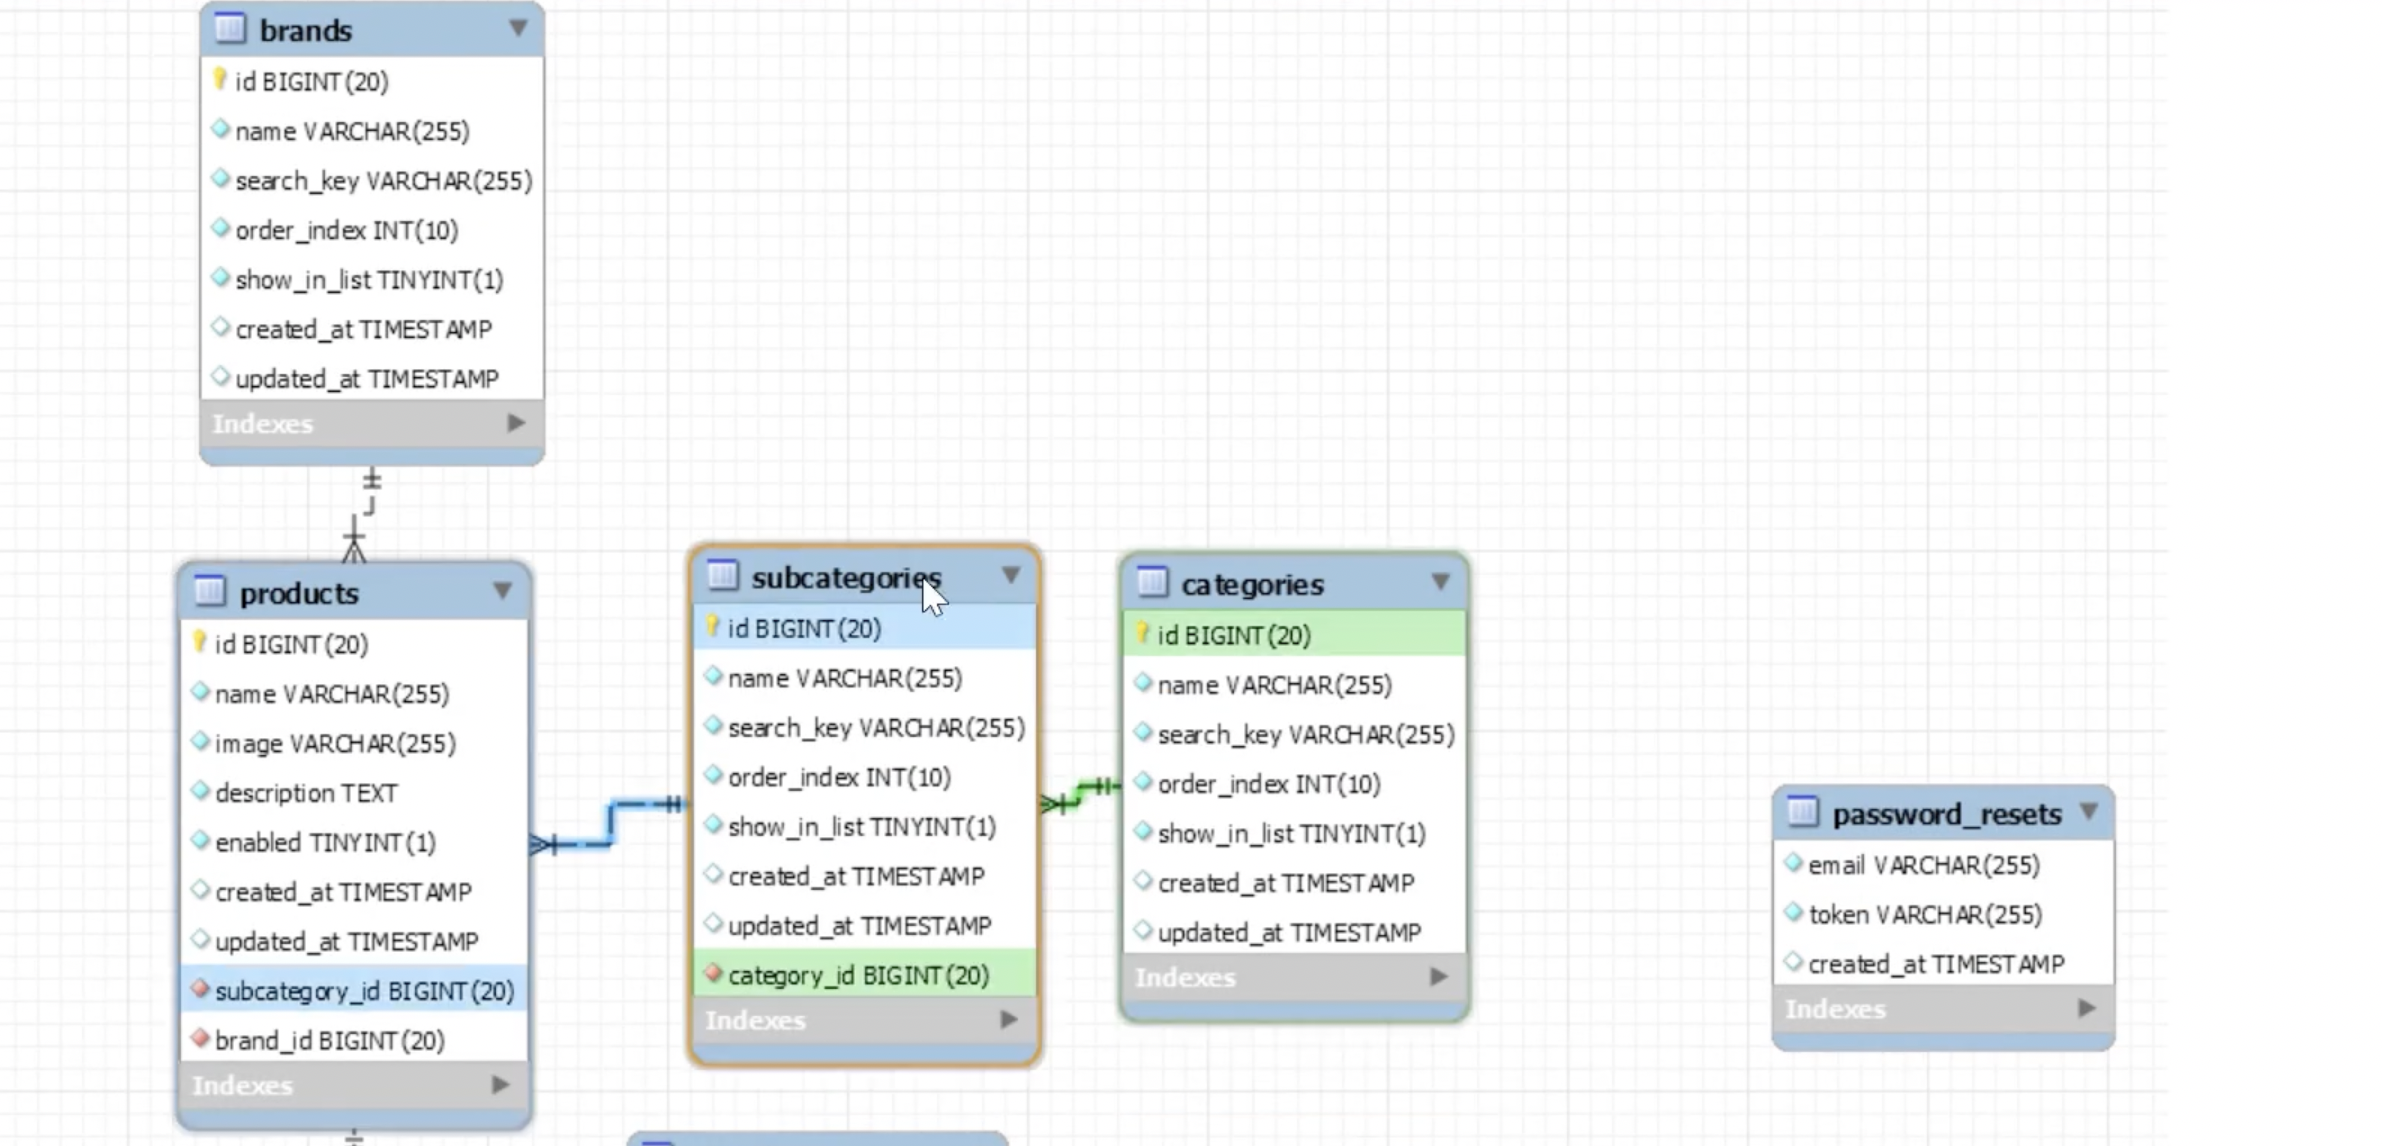 brands
id BIGINT(20)
name VARCHAR(255)
search_key VARCHAR(255)
order_index INT(10)
show_in_list TINYINT(1)
created_at TIMESTAMP
updated_at TIMESTAMP
Indexes
products
id BIGINT(20)
name VARCHAR(255)
image VARCHAR(255)
description TEXT
enabled TINYINT(1)
created_at TIMESTAMP
updated_at TIMESTAMP
subcategory_id BIGINT(20)
brand_id BIGINT(20)
Indexes
subcategories
id BIGINT(20)
name VARCHAR(255)
search_key VARCHAR(255)
order_index INT(10)
show_in_list TINYINT(1)
created_at TIMESTAMP
updated_at TIMESTAMP
category_id BIGINT(20)
Indexes
categories
id BIGINT(20)
name VARCHAR(255)
search_key VARCHAR(255)
order_index INT(10)
show_in_list TINYINT(1)
created_at TIMESTAMP
updated_at TIMESTAMP
Indexes
password_resets
email VARCHAR(255)
token VARCHAR(255)
created_at TIMESTAMP
Indexes